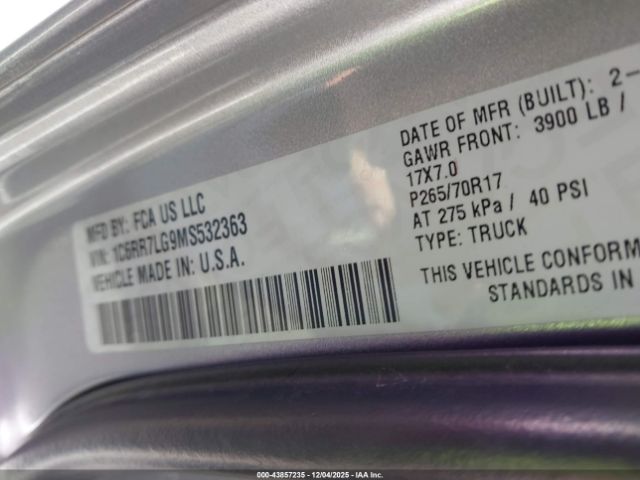 MFD BY: FCA US LLC
VIN: 1C6RR7LG9MS532363
VEHICLE MADE IN: U.S.A.
DATE OF MFR (BUILT): 2-
GAWR FRONT: 3900 LB /
17X7.0
P265/70R17
AT 275 kPa / 40 PSI
TYPE: TRUCK
THIS VEHICLE CONFORM
STANDARDS IN
00-43857235 - 12/04/2025 - IAA Inc.